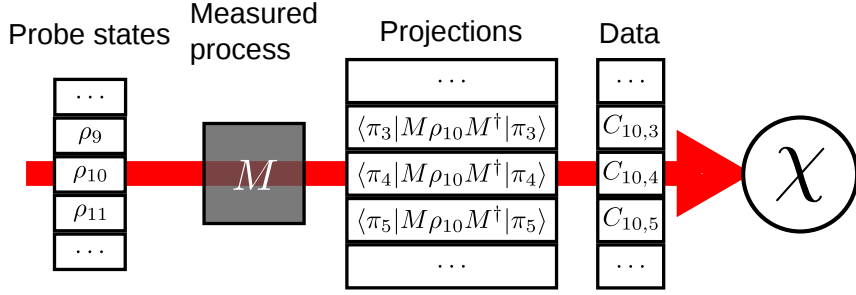 Probe states
Measured
process
Projections
Data
⋯
ρ₉
ρ₁₀
ρ₁₁
⋯
M
⋯
⟨π₃|Mρ₁₀M†|π₃⟩
⟨π₄|Mρ₁₀M†|π₄⟩
⟨π₅|Mρ₁₀M†|π₅⟩
⋯
⋯
C₁₀,₃
C₁₀,₄
C₁₀,₅
⋯
χ